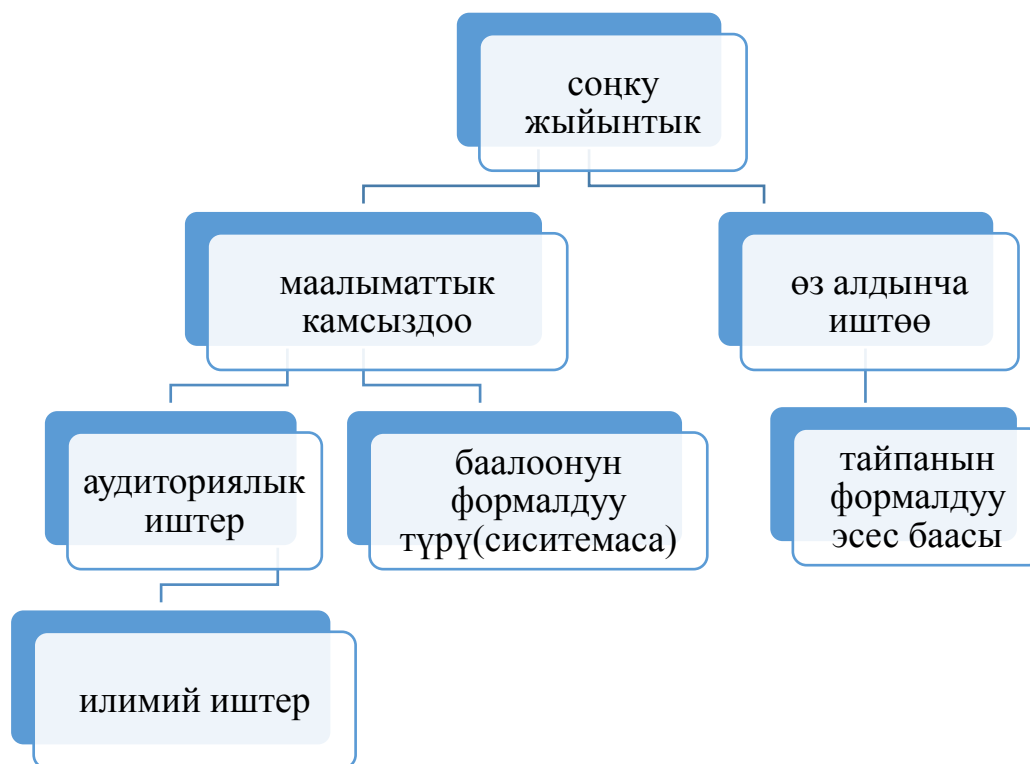 соңку
жыйынтык
маалыматтык
камсыздоо
өз алдынча
иштөө
аудиториялык
иштер
баалоонун
формалдуу
түрү(сиситемаса)
тайпанын
формалдуу
эсес баасы
илимий иштер